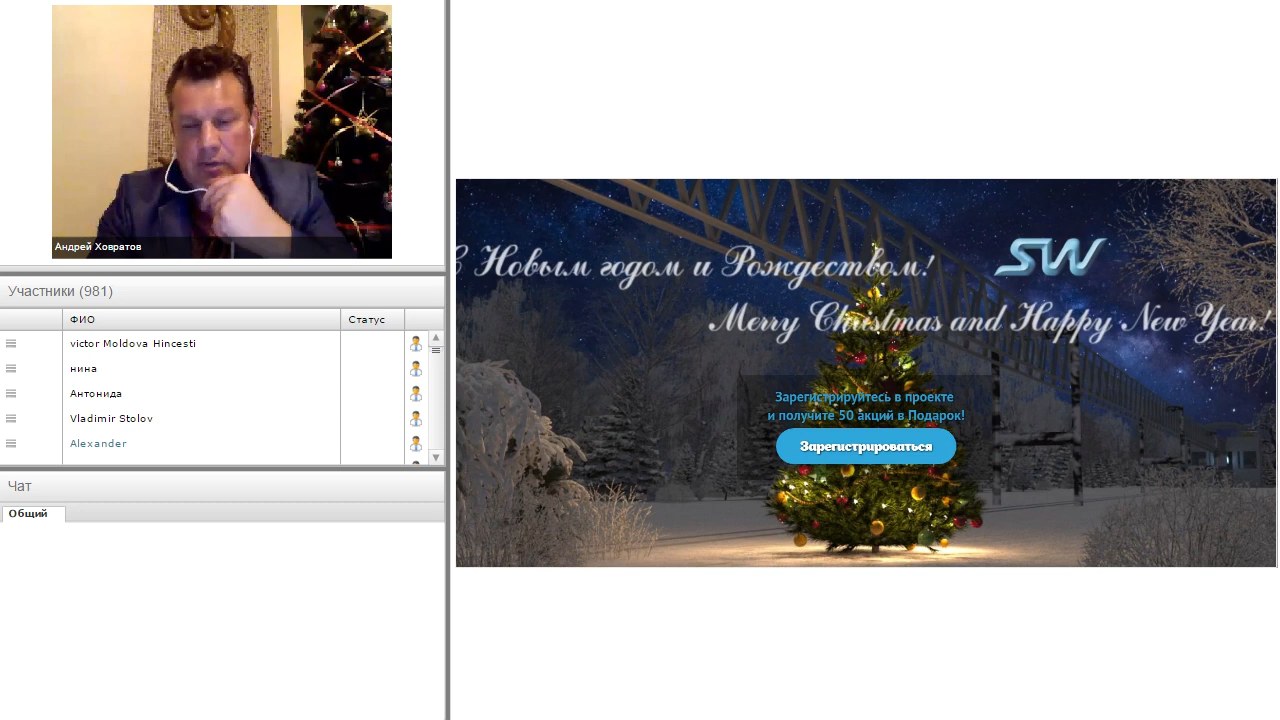 Андрей Ховратов
Участники (981)
ФИО Статус
victor Moldova Hincesti
нина
Антонида
Vladimir Stolov
Alexander
Чат
Общий
С Новым годом и Рождеством!
SW
Merry Christmas and Happy New Year!
Зарегистрируйтесь в проекте
и получите 50 акций в Подарок!
Зарегистрироваться